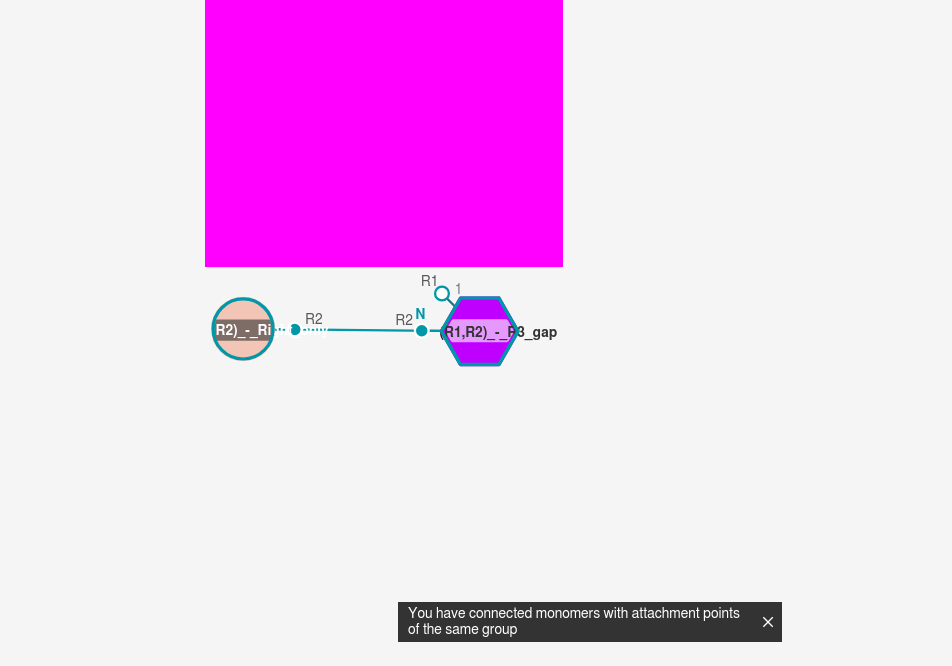 R1
1
N
R2
R2
R2)_-_Ri
(R1,R2)_-_R3_gap
You have connected monomers with attachment points
of the same group